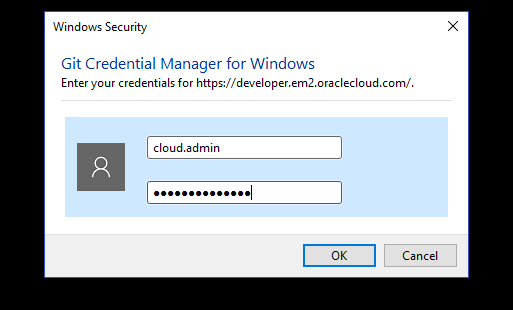 Windows Security
Git Credential Manager for Windows
Enter your credentials for https://developer.em2.oraclecloud.com/.
cloud.admin
●●●●●●●●●●●●●●
OK
Cancel